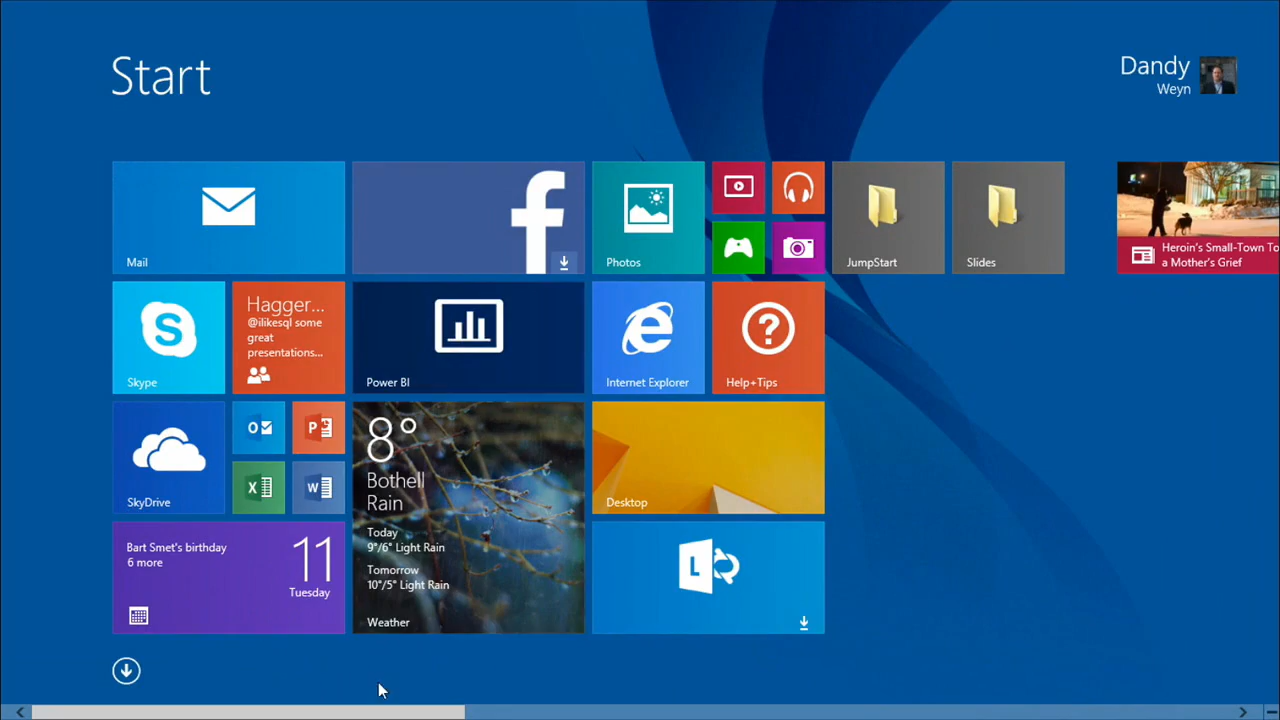 Start
Dandy
Weyn
Mail
Photos
JumpStart
Slides
Heroin's Small-Town To
a Mother's Grief
Skype
Hagger...
@ilikesql some
great
presentations...
Power BI
Internet Explorer
Help+Tips
SkyDrive
8°
Bothell
Rain
Today
9°/6° Light Rain
Tomorrow
10°/5° Light Rain
Weather
Desktop
Bart Smet's birthday
6 more
11
Tuesday